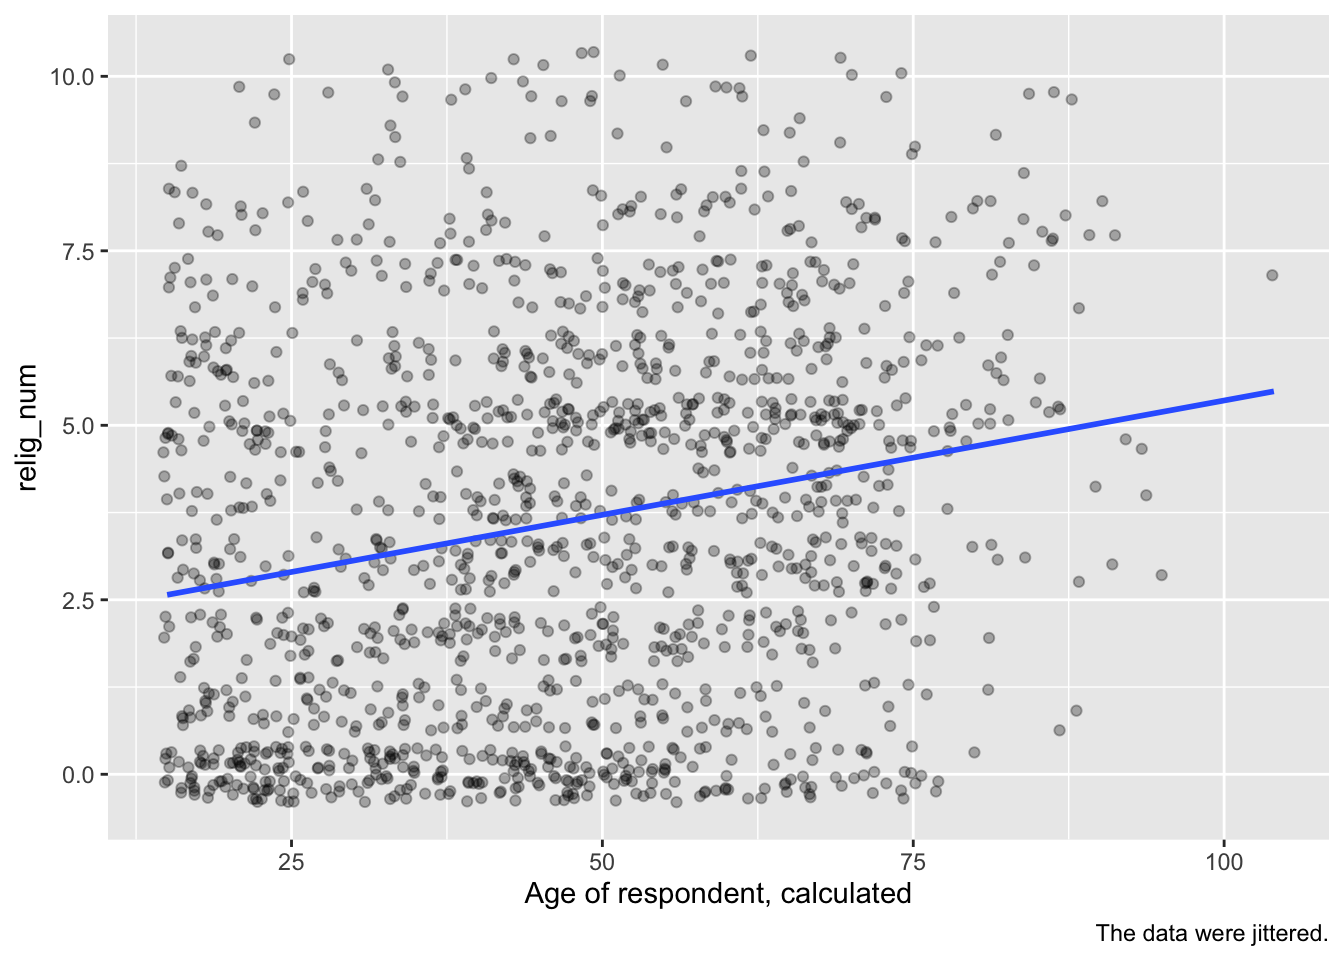 10.0
7.5
5.0
2.5
0.0
relig_num
25 50 75 100
Age of respondent, calculated
The data were jittered.